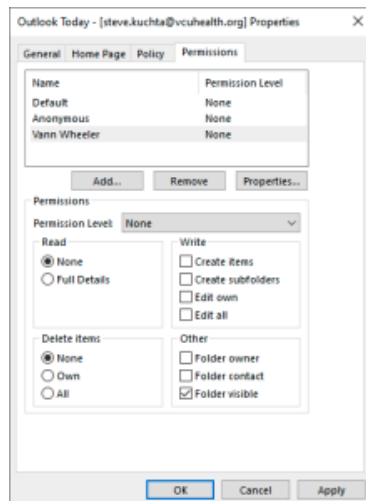 Outlook Today - [steve.kuchta@vcuhealth.org] Properties
General Home Page Policy Permissions
Name Permission Level
Default None
Anonymous None
Vann Wheeler None
Add... Remove Properties...
Permissions
Permission Level: None
Read Write
None Create items
Full Details Create subfolders
Edit own
Edit all
Delete items Other
None Folder owner
Own Folder contact
All Folder visible
OK Cancel Apply